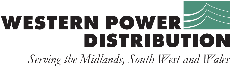 WESTERN POWER
DISTRIBUTION
Serving the Midlands, South West and Wales